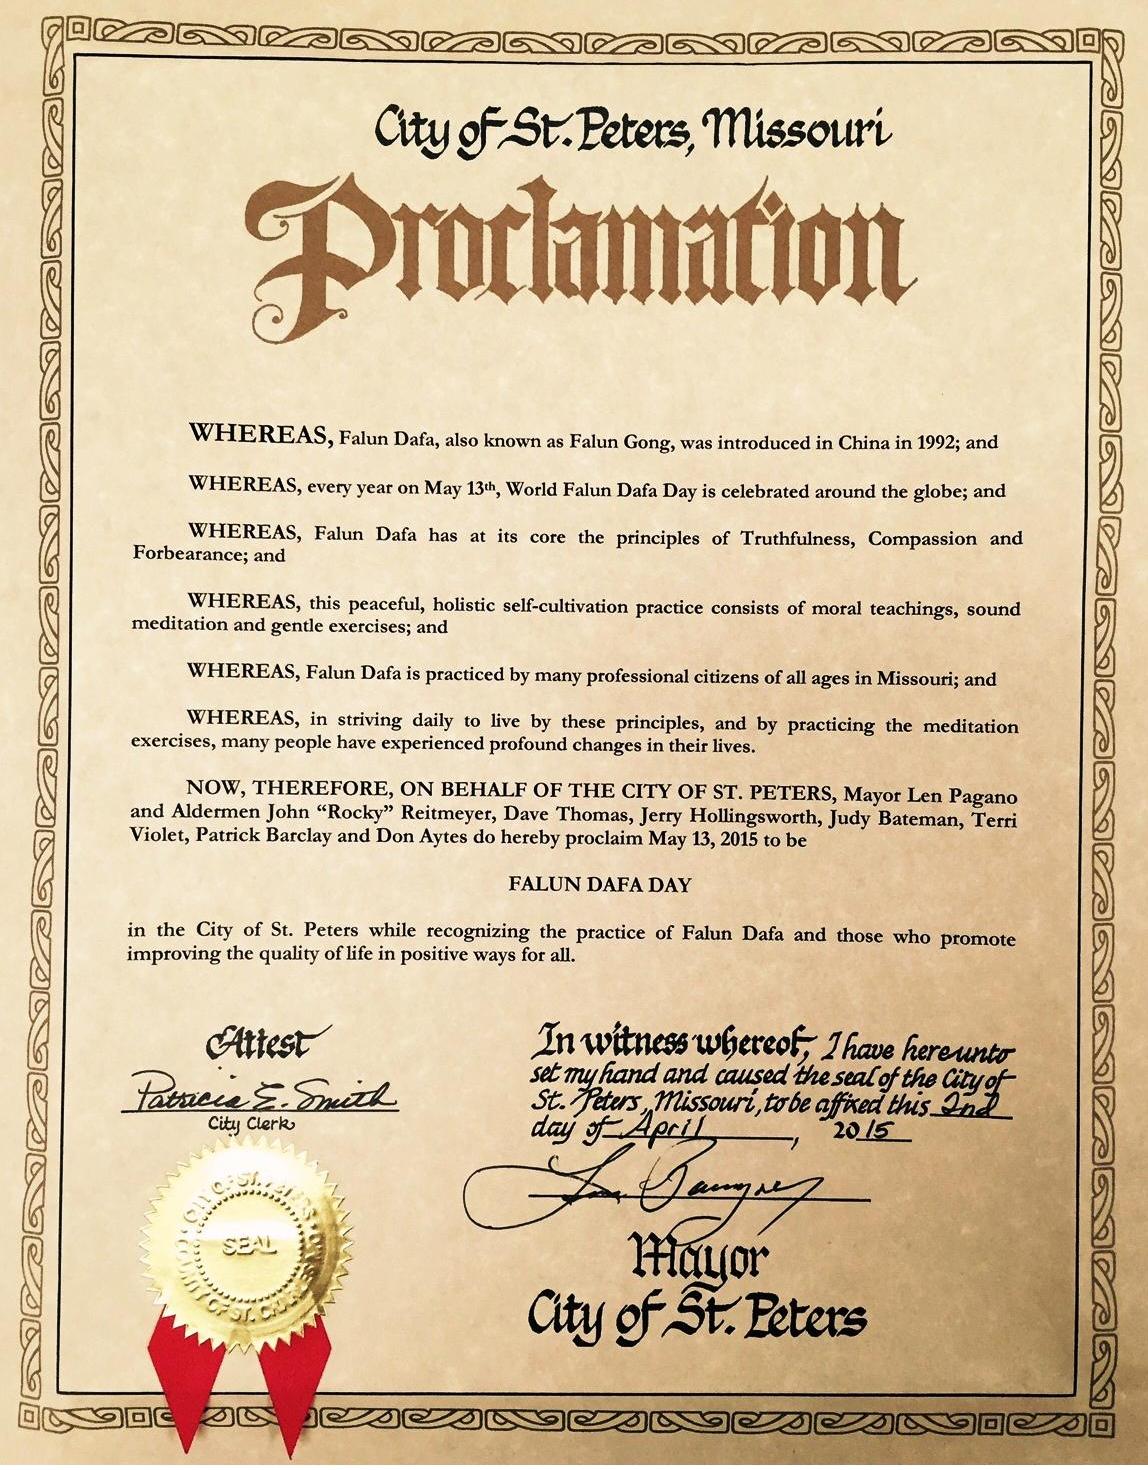 City of St. Peters, Missouri
Proclamation
WHEREAS, Falun Dafa, also known as Falun Gong, was introduced in China in 1992; and
WHEREAS, every year on May 13th, World Falun Dafa Day is celebrated around the globe; and
WHEREAS, Falun Dafa has at its core the principles of Truthfulness, Compassion and
Forbearance; and
WHEREAS, this peaceful, holistic self-cultivation practice consists of moral teachings, sound
meditation and gentle exercises; and
WHEREAS, Falun Dafa is practiced by many professional citizens of all ages in Missouri; and
WHEREAS, in striving daily to live by these principles, and by practicing the meditation
exercises, many people have experienced profound changes in their lives.
NOW, THEREFORE, ON BEHALF OF THE CITY OF ST. PETERS, Mayor Len Pagano
and Aldermen John “Rocky” Reitmeyer, Dave Thomas, Jerry Hollingsworth, Judy Bateman, Terri
Violet, Patrick Barclay and Don Aytes do hereby proclaim May 13, 2015 to be
FALUN DAFA DAY
in the City of St. Peters while recognizing the practice of Falun Dafa and those who promote
improving the quality of life in positive ways for all.
Attest
Patricia E. Smith
City Clerk
In witness whereof, I have hereunto
set my hand and caused the seal of the City of
St. Peters, Missouri, to be affixed this 2nd
day of April, 2015
Mayor
City of St. Peters
CITY OF ST. PETERS
SEAL
COUNTY OF ST. CHARLES